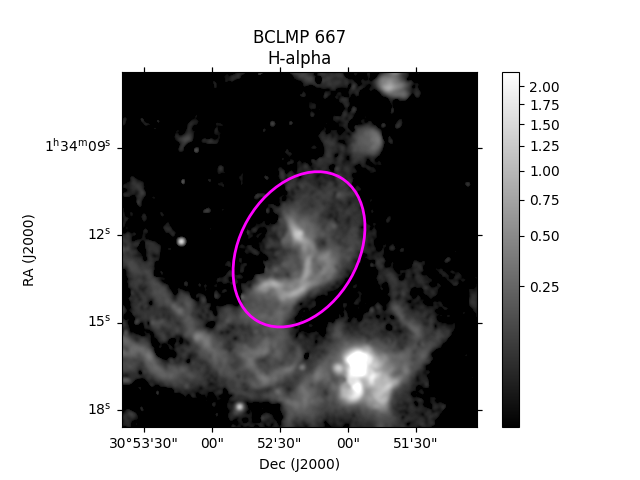 BCLMP 667
H-alpha
1ʰ34ᵐ09ˢ
12ˢ
15ˢ
18ˢ
RA (J2000)
30°53'30" 00" 52'30" 00" 51'30"
Dec (J2000)
2.00
1.75
1.50
1.25
1.00
0.75
0.50
0.25